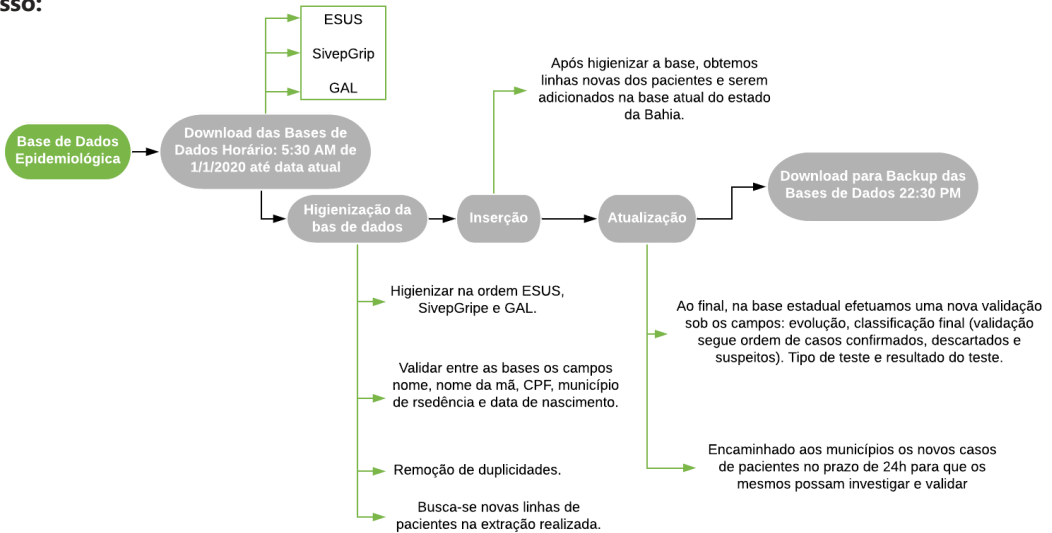 sso:
ESUS
SivepGrip
GAL
Após higienizar a base, obtemos
linhas novas dos pacientes e serem
adicionados na base atual do estado
da Bahia.
Base de Dados
Epidemiológica
Download das Bases de
Dados Horário: 5:30 AM de
1/1/2020 até data atual
Download para Backup das
Bases de Dados 22:30 PM
Higienização da
bas de dados
Inserção
Atualização
Higienizar na ordem ESUS,
SivepGripe e GAL.
Validar entre as bases os campos
nome, nome da mã, CPF, município
de rsedência e data de nascimento.
Remoção de duplicidades.
Busca-se novas linhas de
pacientes na extração realizada.
Ao final, na base estadual efetuamos uma nova validação
sob os campos: evolução, classificação final (validação
segue ordem de casos confirmados, descartados e
suspeitos). Tipo de teste e resultado do teste.
Encaminhado aos municípios os novos casos
de pacientes no prazo de 24h para que os
mesmos possam investigar e validar